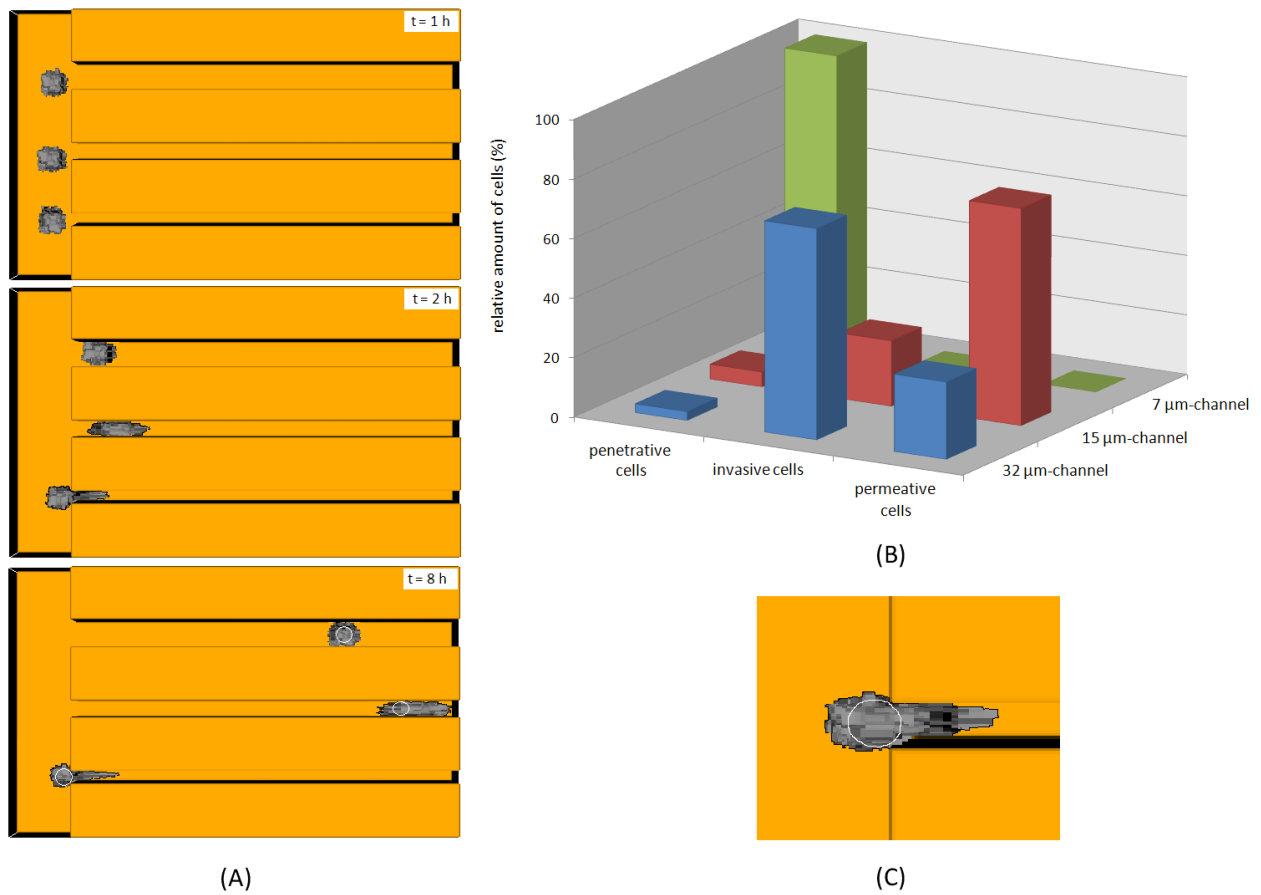 t = 1 h
t = 2 h
t = 8 h
(A)
relative amount of cells (%)
100
80
60
40
20
0
penetrative
cells
invasive cells
permeative
cells
32 µm-channel
15 µm-channel
7 µm-channel
(B)
(C)